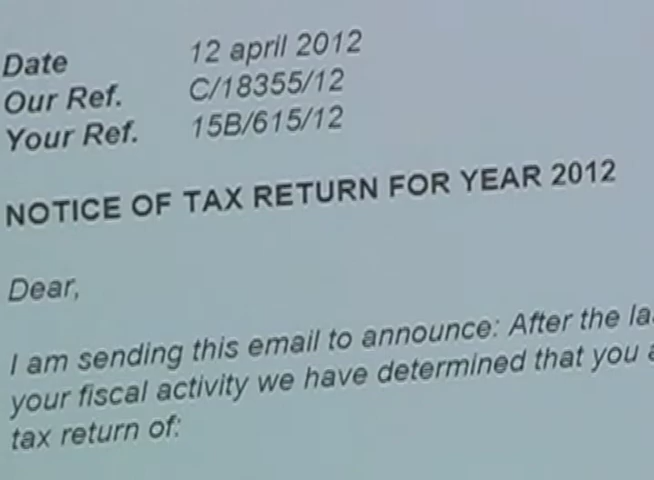 Date 12 april 2012
Our Ref. C/18355/12
Your Ref. 15B/615/12
NOTICE OF TAX RETURN FOR YEAR 2012
Dear,
I am sending this email to announce: After the
your fiscal activity we have determined that you
tax return of: